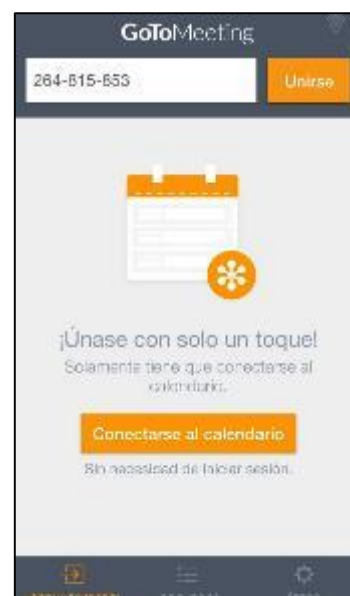 GoToMeeting
264-815-853
Unirse
¡Únase con solo un toque!
Solamente tiene que conectarse al
calendario.
Conectarse al calendario
Sin necesidad de iniciar sesión.